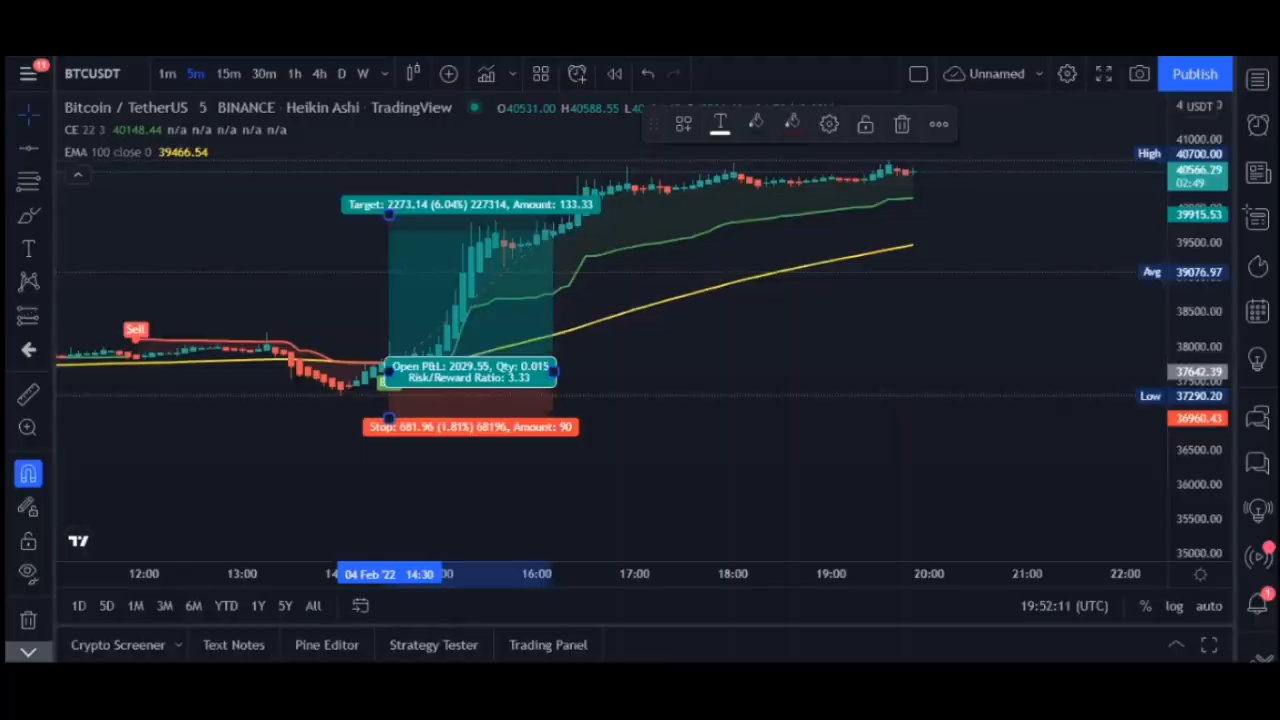 11
BTCUSDT 1m 5m 15m 30m 1h 4h D W Unnamed Publish
Bitcoin / TetherUS 5 BINANCE Heikin Ashi TradingView O40531.00 H40588.55
CE 22 3 40148.44 n/a n/a n/a n/a n/a
EMA 100 close 0 39466.54
USDT
41000.00
High 40700.00
40566.29
02:49
39915.53
39500.00
Avg 39076.97
38500.00
38000.00
37642.39
37500.00
Low 37290.20
36960.43
36500.00
36000.00
35500.00
35000.00
Target: 2273.14 (6.04%) 227314, Amount: 133.33
Sell
Open P&L: 2029.55, Qty: 0.015
Risk/Reward Ratio: 3.33
Stop: 681.96 (1.81%) 68196, Amount: 90
12:00 13:00 04 Feb '22 14:30 16:00 17:00 18:00 19:00 20:00 21:00 22:00
1D 5D 1M 3M 6M YTD 1Y 5Y All 19:52:11 (UTC) % log auto
1
Crypto Screener Text Notes Pine Editor Strategy Tester Trading Panel